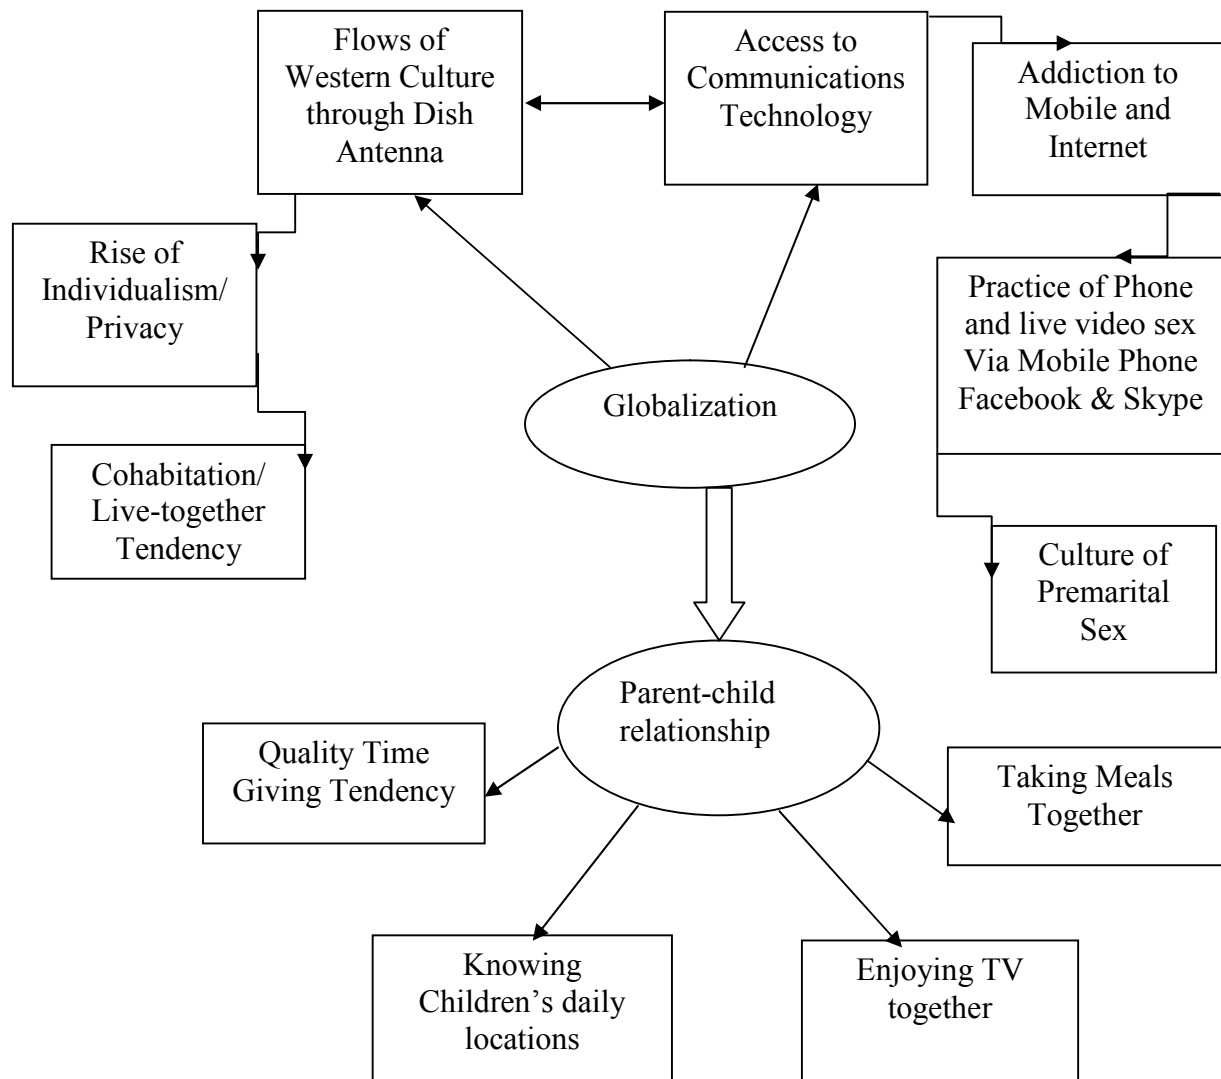 Flows of
Western Culture
through Dish
Antenna
Access to
Communications
Technology
Addiction to
Mobile and
Internet
Rise of
Individualism/
Privacy
Practice of Phone
and live video sex
Via Mobile Phone
Facebook & Skype
Globalization
Cohabitation/
Live-together
Tendency
Culture of
Premarital
Sex
Parent-child
relationship
Quality Time
Giving Tendency
Taking Meals
Together
Knowing
Children’s daily
locations
Enjoying TV
together